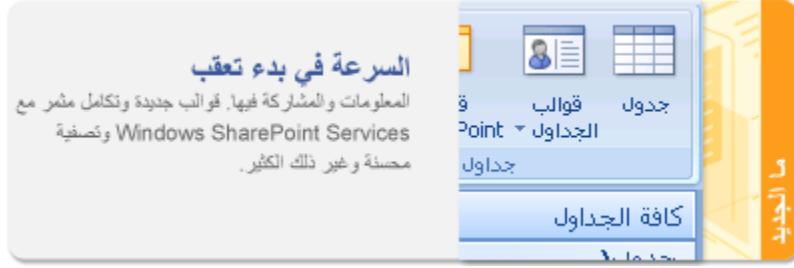 ما الجديد
جدول
قوالب
الجداول
Point
جداول
كافة الجداول
السرعة في بدء تعقب
المعلومات والمشاركة فيها. قوالب جديدة وتكامل مثمر مع
Windows SharePoint Services وتصفية
محسنة وغير ذلك الكثير.